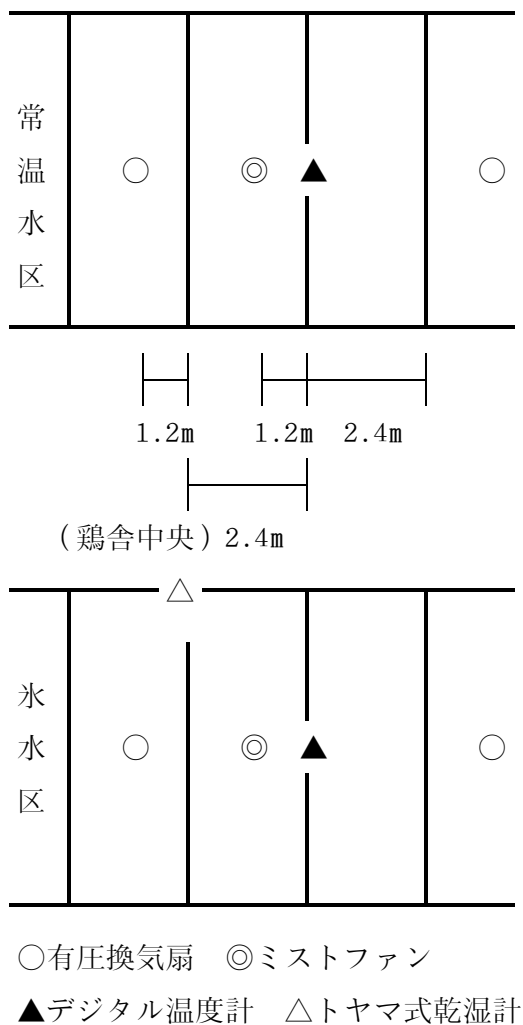 常温水区
○ ◎ ▲ ○
1.2m 1.2m 2.4m
(鶏舎中央) 2.4m
△
氷水区
○ ◎ ▲ ○
○有圧換気扇 ◎ミストファン
▲デジタル温度計 △トヤマ式乾湿計